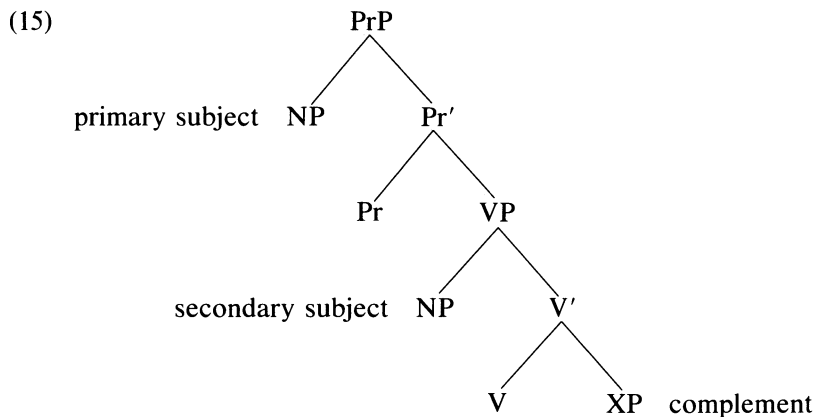 (15) PrP
primary subject NP Pr′
Pr VP
secondary subject NP V′
V XP complement